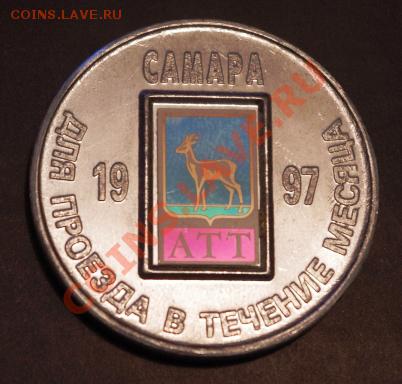 COINS.LAVE.RU
САМАРА
19 97
АТТ
ДЛЯ ПРОЕЗДА В ТЕЧЕНИЕ МЕСЯЦА
COINS.LAVE.RU